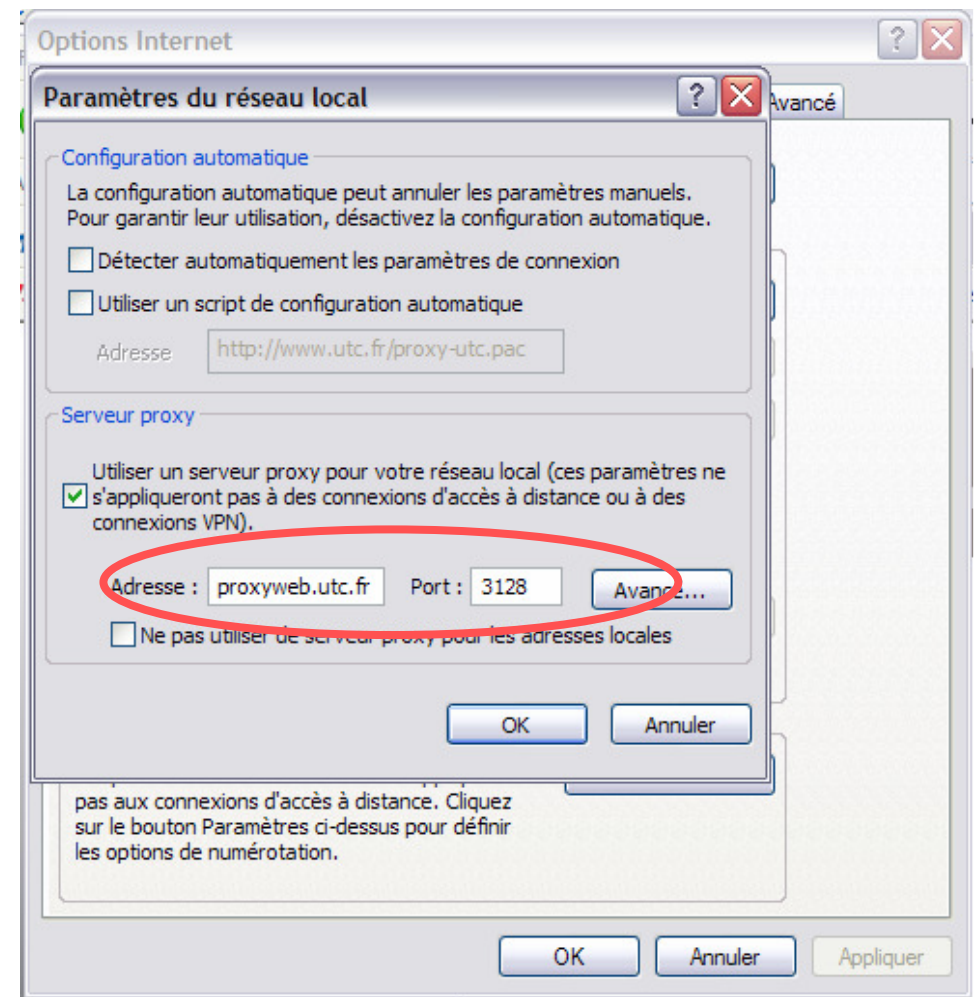 Options Internet
Paramètres du réseau local
Avancé
Configuration automatique
La configuration automatique peut annuler les paramètres manuels.
Pour garantir leur utilisation, désactivez la configuration automatique.
Détecter automatiquement les paramètres de connexion
Utiliser un script de configuration automatique
Adresse http://www.utc.fr/proxy-utc.pac
Serveur proxy
Utiliser un serveur proxy pour votre réseau local (ces paramètres ne
s'appliqueront pas à des connexions d'accès à distance ou à des
connexions VPN).
Adresse : proxyweb.utc.fr Port : 3128 Avancé...
Ne pas utiliser de serveur proxy pour les adresses locales
OK Annuler
pas aux connexions d'accès à distance. Cliquez
sur le bouton Paramètres ci-dessus pour définir
les options de numérotation.
OK Annuler Appliquer